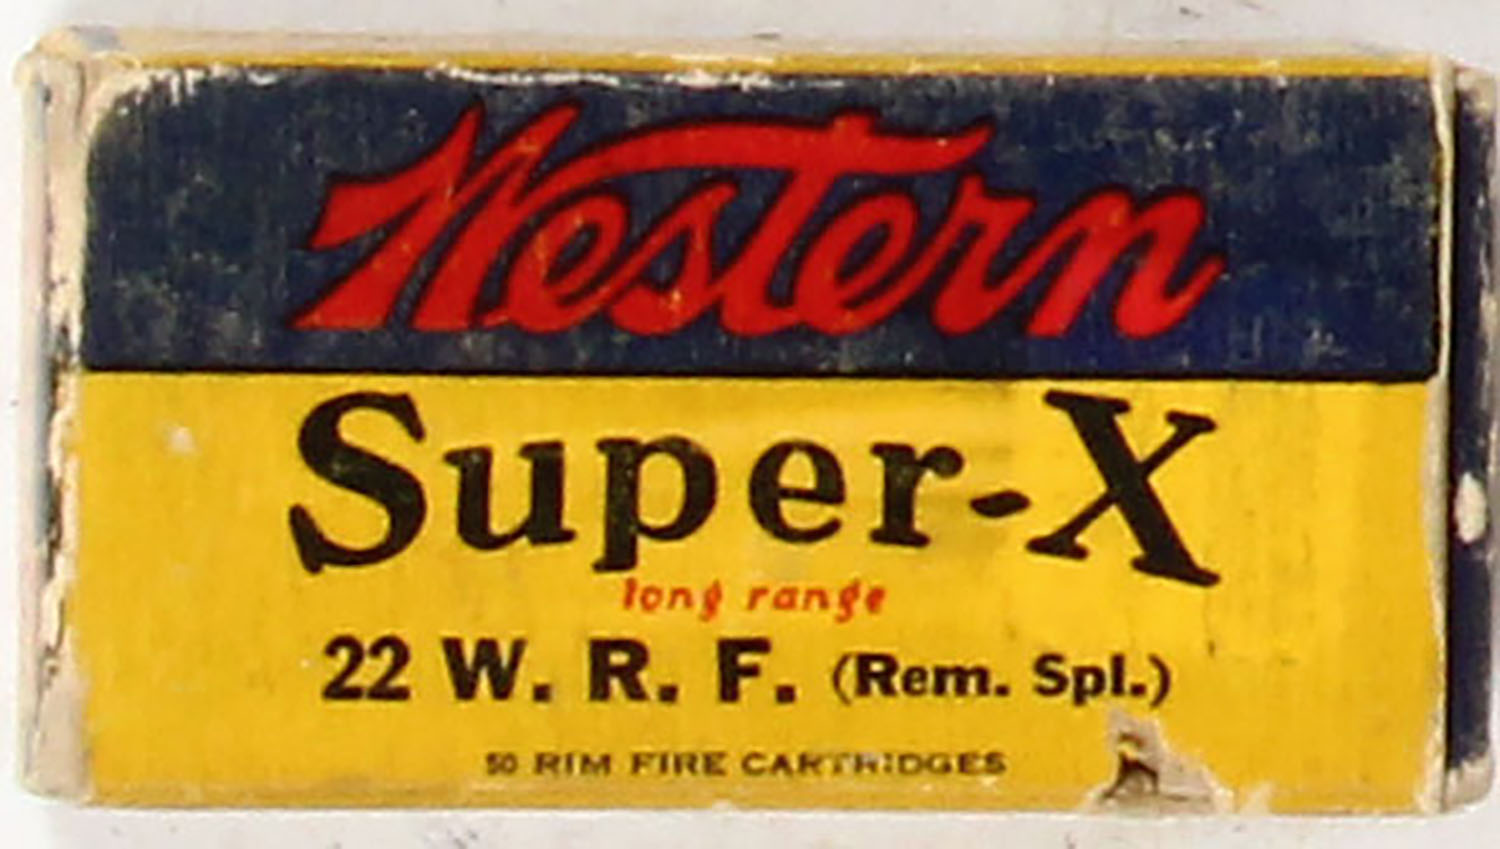 Western
Super-X
long range
22 W. R. F. (Rem. Spl.)
50 RIM FIRE CARTRIDGES